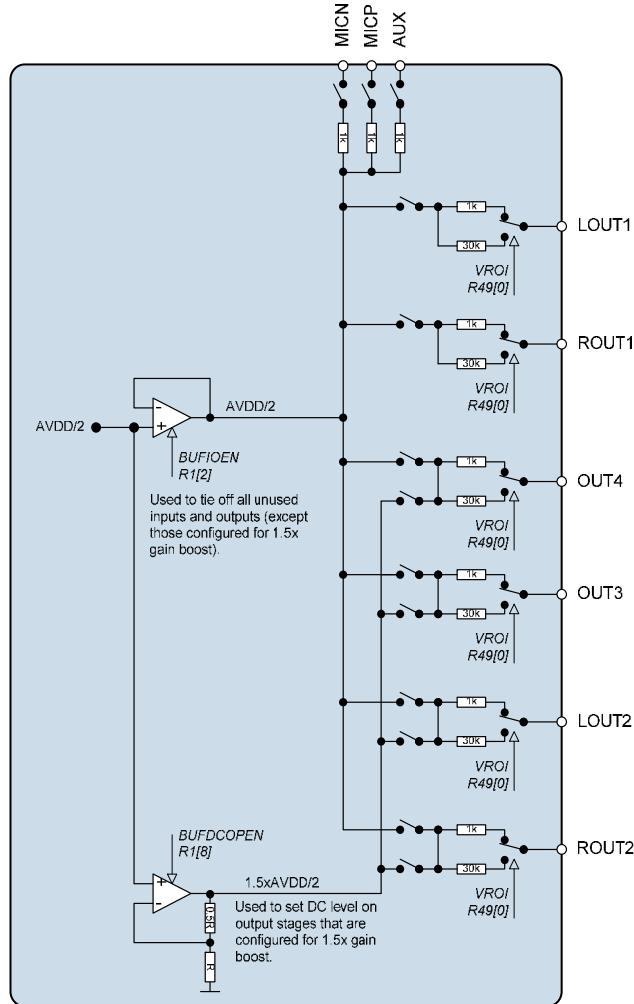 MICN
MICP
AUX
1k
1k
1k
1k
30k
LOUT1
VROI
R49[0]
1k
30k
ROUT1
VROI
R49[0]
AVDD/2
-
+
AVDD/2
BUFIOEN
R1[2]
Used to tie off all unused
inputs and outputs (except
those configured for 1.5x
gain boost).
1k
30k
OUT4
VROI
R49[0]
1k
30k
OUT3
VROI
R49[0]
1k
30k
LOUT2
VROI
R49[0]
BUFDCOPEN
R1[8]
+
-
1.5xAVDD/2
Used to set DC level on
output stages that are
configured for 1.5x gain
boost.
0.5R
R
1k
30k
ROUT2
VROI
R49[0]